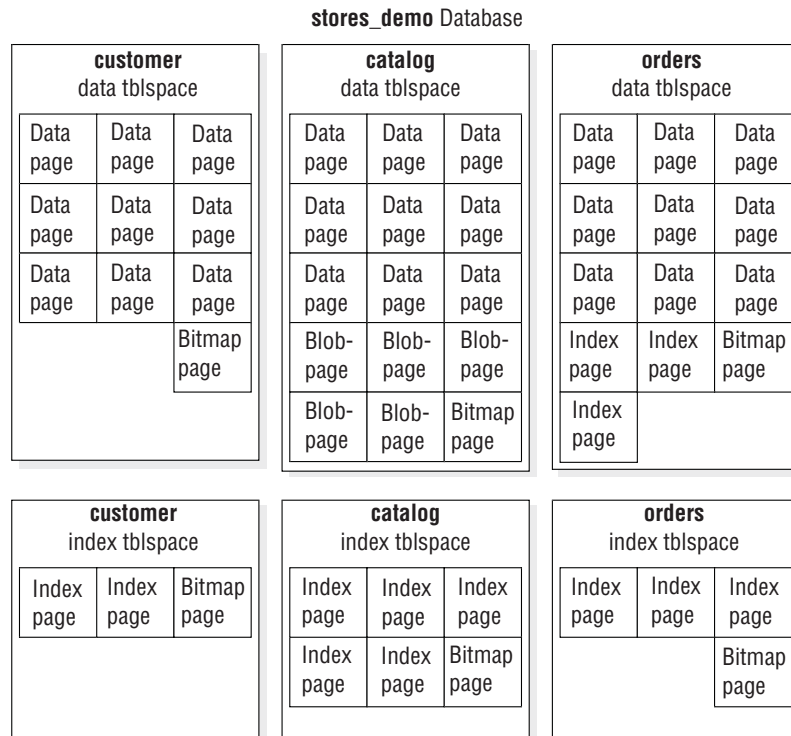 stores_demo Database
customer
data tblspace
Data page Data page Data page
Data page Data page Data page
Data page Data page Data page
Bitmap page
catalog
data tblspace
Data page Data page Data page
Data page Data page Data page
Data page Data page Data page
Blob- page Blob- page Blob- page
Blob- page Blob- page Bitmap page
orders
data tblspace
Data page Data page Data page
Data page Data page Data page
Data page Data page Data page
Index page Index page Bitmap page
Index page
customer
index tblspace
Index page Index page Bitmap page
catalog
index tblspace
Index page Index page Index page
Index page Index page Bitmap page
orders
index tblspace
Index page Index page Index page
Bitmap page